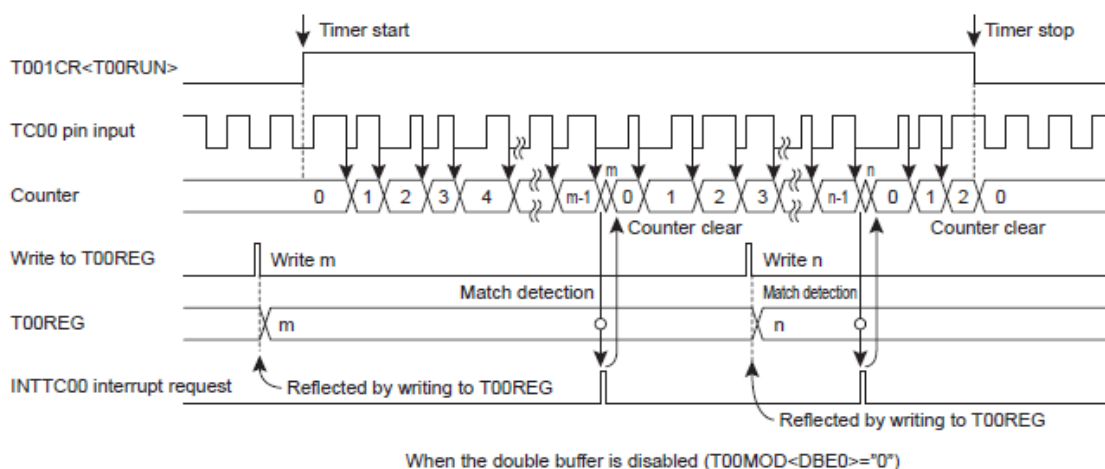 Timer start
Timer stop
T001CR<T00RUN>
TC00 pin input
m
n
Counter
0 1 2 3 4 m-1 0 1 2 3 n-1 0 1 2 0
Counter clear
Counter clear
Write to T00REG
Write m
Write n
Match detection
Match detection
T00REG
m
n
INTTC00 interrupt request
Reflected by writing to T00REG
Reflected by writing to T00REG
When the double buffer is disabled (T00MOD<DBE0>="0")